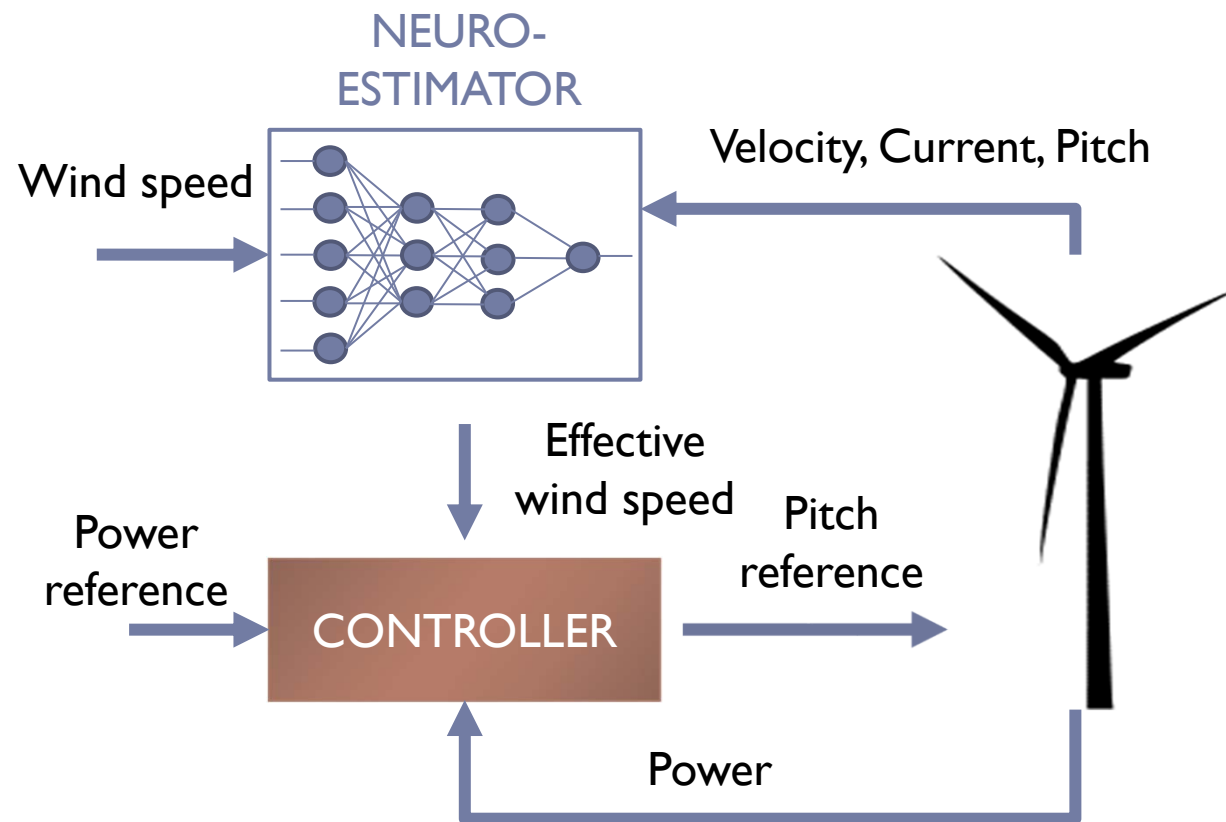 NEURO-
ESTIMATOR
Wind speed
Velocity, Current, Pitch
Effective
wind speed
Power
reference
Pitch
reference
CONTROLLER
Power